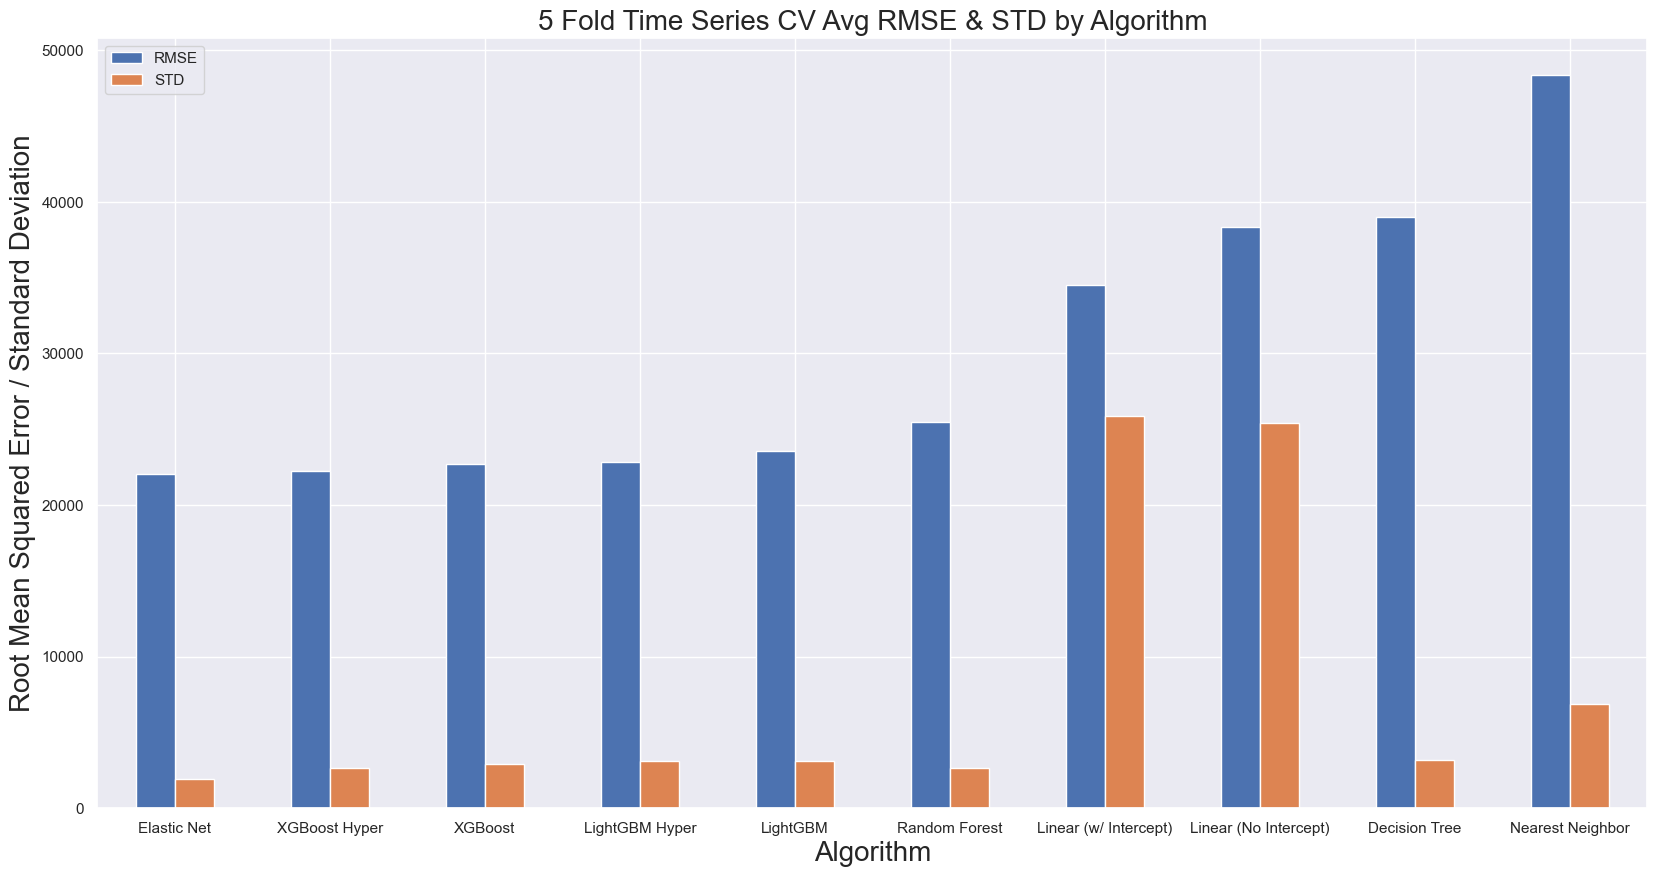 5 Fold Time Series CV Avg RMSE & STD by Algorithm
RMSE
STD
Root Mean Squared Error / Standard Deviation
50000
40000
30000
20000
10000
0
Elastic Net
XGBoost Hyper
XGBoost
LightGBM Hyper
LightGBM
Random Forest
Linear (w/ Intercept)
Linear (No Intercept)
Decision Tree
Nearest Neighbor
Algorithm